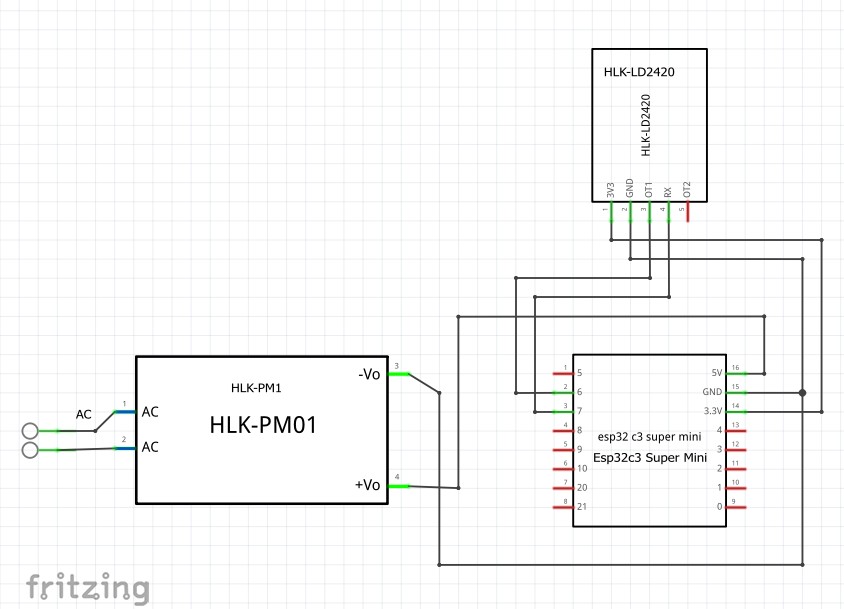 HLK-LD2420
HLK-LD2420
3V3
GND
OT1
RX
OT2
1
2
3
4
5
HLK-PM1
HLK-PM01
AC
1
AC
2
AC
-Vo
3
+Vo
4
esp32 c3 super mini
Esp32c3 Super Mini
1 5
2 6
3 7
4 8
5 9
6 10
7 20
8 21
5V 16
GND 15
3.3V 14
4 13
3 12
2 11
1 10
0 9
fritzing